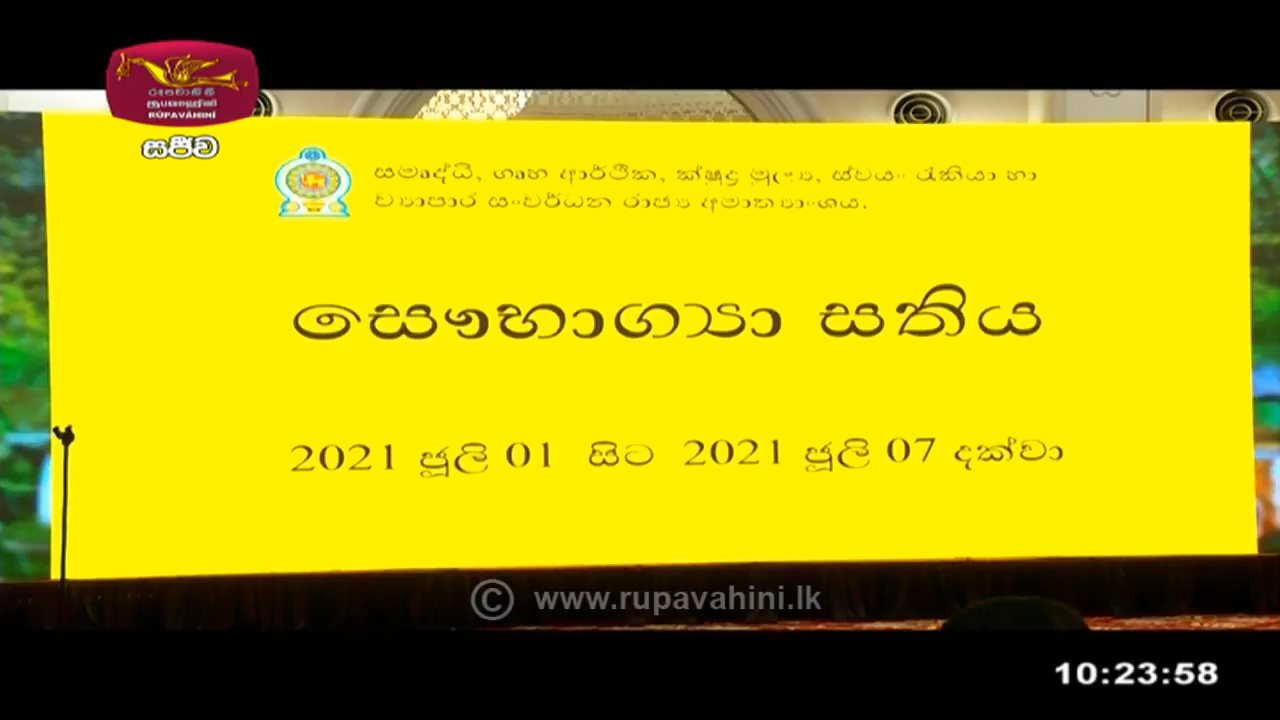 රූපවාහිනී
ரூபவாஹினி
RUPAVAHINI
සජීව
සමෘද්ධි, ගෘහ ආර්ථික, ක්ෂුද්‍ර මූල්‍ය, ස්වයං රැකියා හා
ව්‍යාපාර සංවර්ධන රාජ්‍ය අමාත්‍යාංශය.
සෞභාග්‍යා සතිය
2021 ජූලි 01 සිට 2021 ජූලි 07 දක්වා
© www.rupavahini.lk
10:23:58